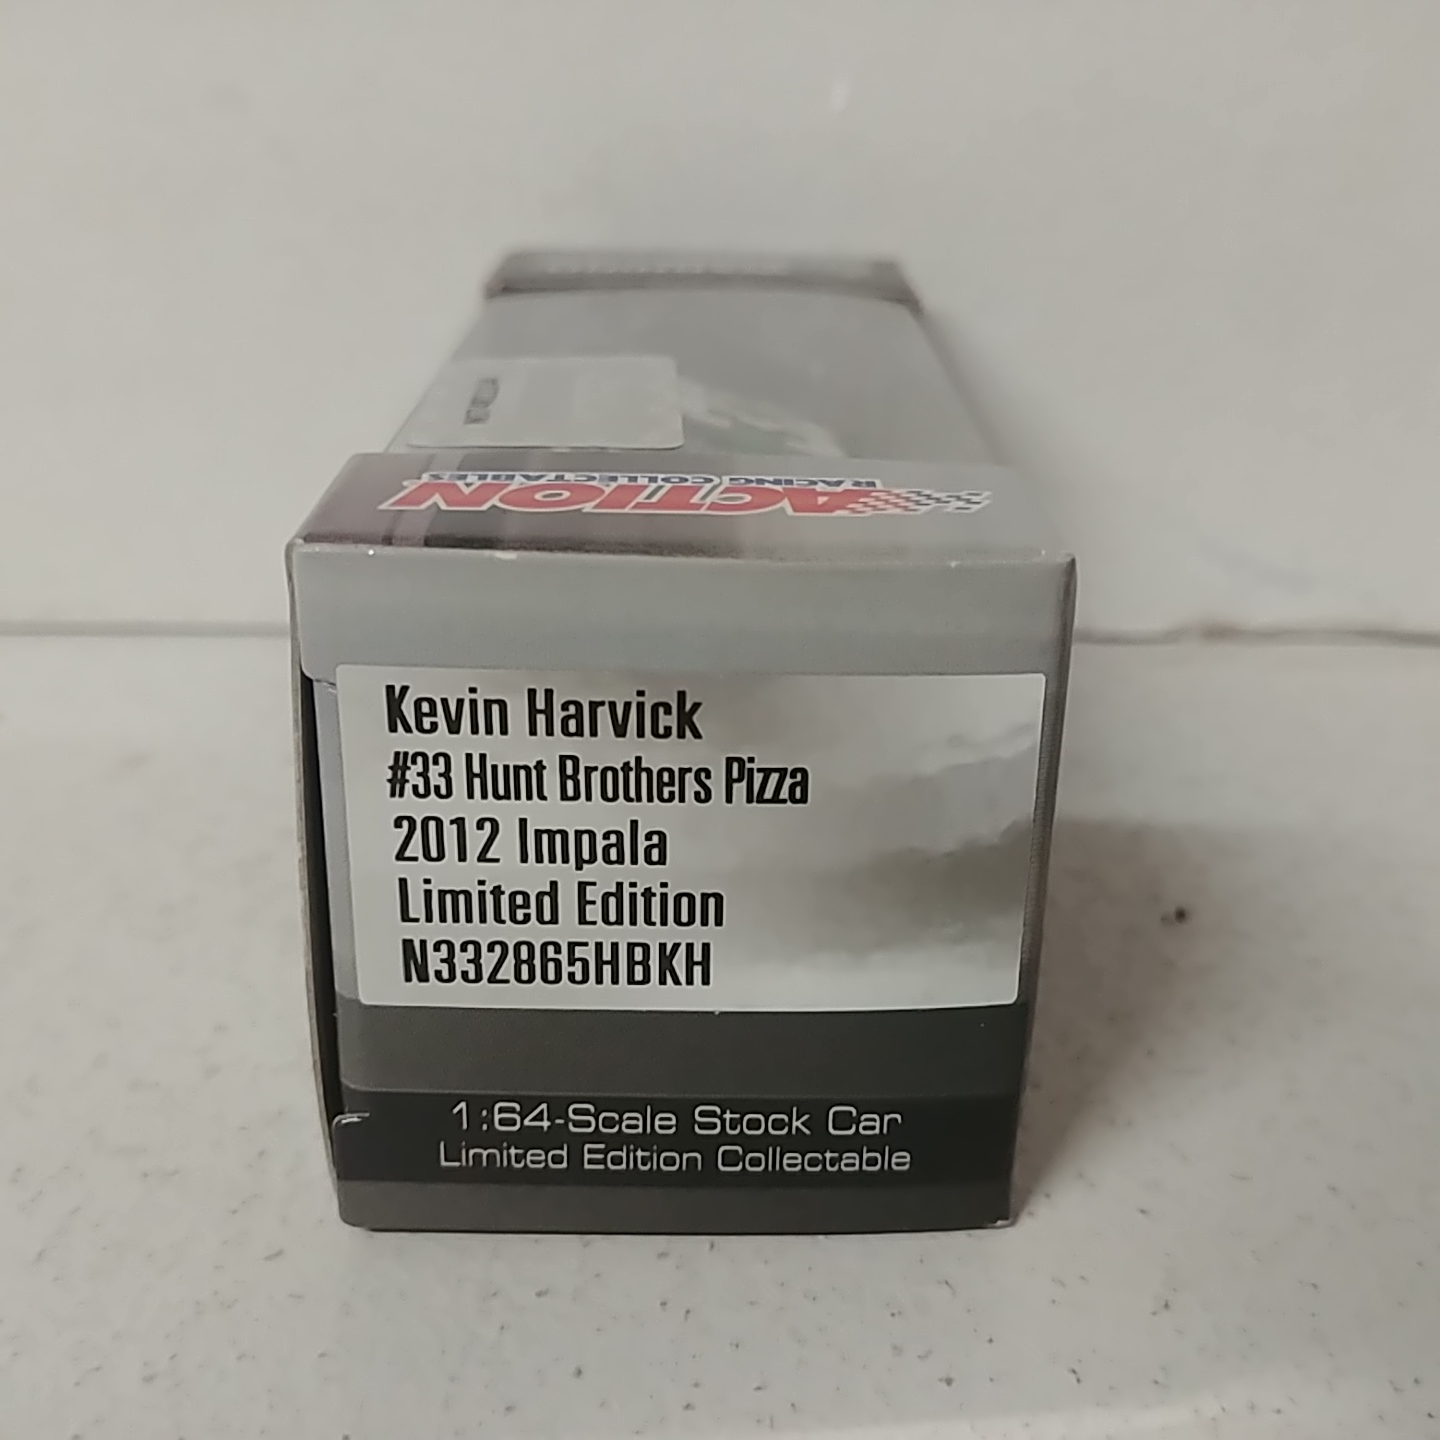 ACTION
RACING COLLECTABLES
Kevin Harvick
#33 Hunt Brothers Pizza
2012 Impala
Limited Edition
N332865HBKH
1:64-Scale Stock Car
Limited Edition Collectable